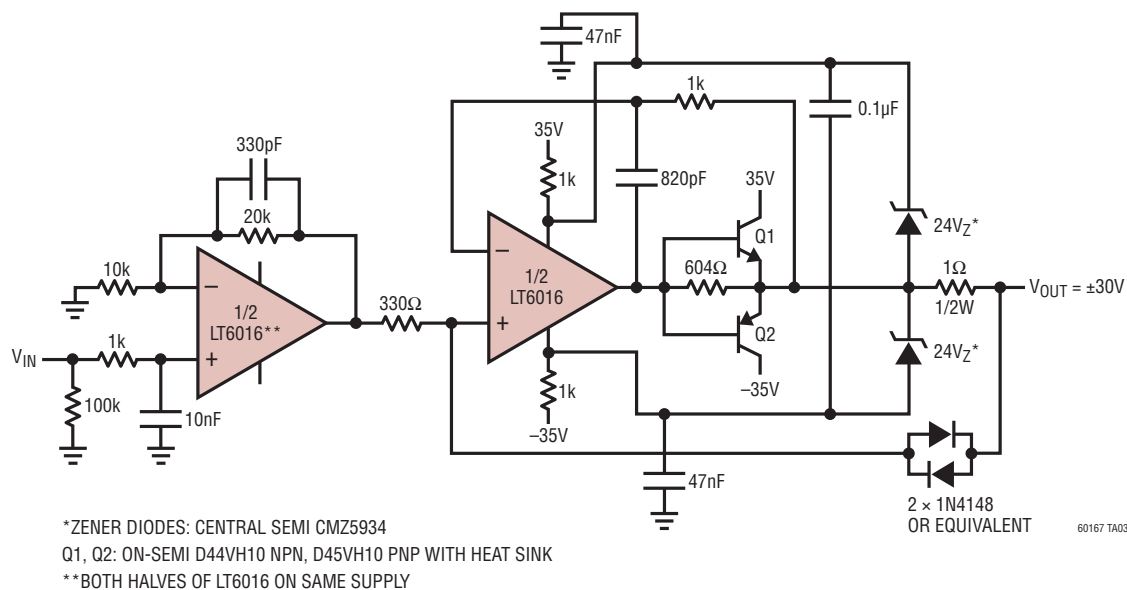 47nF
1k
0.1µF
35V
330pF
1k
820pF
35V
20k
Q1
24VZ*
10k
–
–
604Ω
1Ω
1/2
LT6016**
1/2
LT6016
330Ω
VOUT = ±30V
1/2W
1k
+
+
Q2
24VZ*
VIN
–35V
100k
10nF
1k
–35V
47nF
2 × 1N4148
OR EQUIVALENT
60167 TA03
*ZENER DIODES: CENTRAL SEMI CMZ5934
Q1, Q2: ON-SEMI D44VH10 NPN, D45VH10 PNP WITH HEAT SINK
**BOTH HALVES OF LT6016 ON SAME SUPPLY